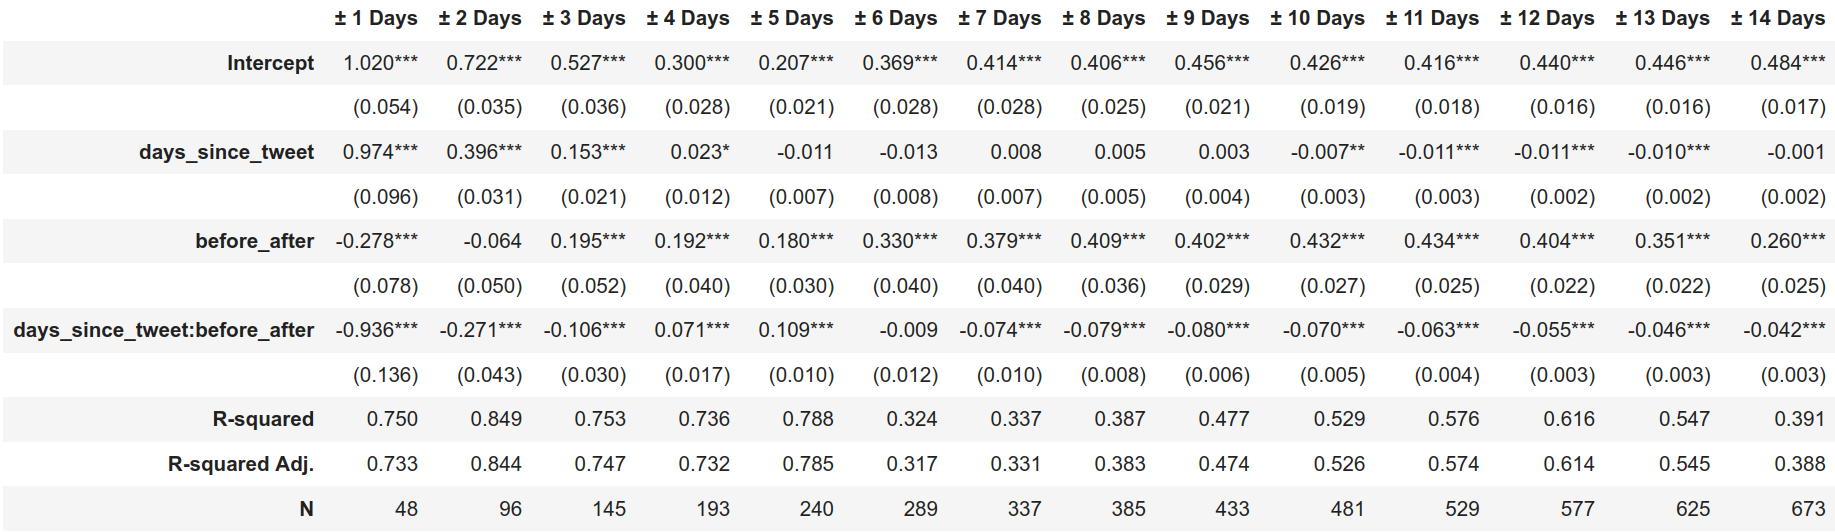 ± 1 Days ± 2 Days ± 3 Days ± 4 Days ± 5 Days ± 6 Days ± 7 Days ± 8 Days ± 9 Days ± 10 Days ± 11 Days ± 12 Days ± 13 Days ± 14 Days
Intercept 1.020*** 0.722*** 0.527*** 0.300*** 0.207*** 0.369*** 0.414*** 0.406*** 0.456*** 0.426*** 0.416*** 0.440*** 0.446*** 0.484***
(0.054) (0.035) (0.036) (0.028) (0.021) (0.028) (0.028) (0.025) (0.021) (0.019) (0.018) (0.016) (0.016) (0.017)
days_since_tweet 0.974*** 0.396*** 0.153*** 0.023* -0.011 -0.013 0.008 0.005 0.003 -0.007** -0.011*** -0.011*** -0.010*** -0.001
(0.096) (0.031) (0.021) (0.012) (0.007) (0.008) (0.007) (0.005) (0.004) (0.003) (0.003) (0.002) (0.002) (0.002)
before_after -0.278*** -0.064 0.195*** 0.192*** 0.180*** 0.330*** 0.379*** 0.409*** 0.402*** 0.432*** 0.434*** 0.404*** 0.351*** 0.260***
(0.078) (0.050) (0.052) (0.040) (0.030) (0.040) (0.040) (0.036) (0.029) (0.027) (0.025) (0.022) (0.022) (0.025)
days_since_tweet:before_after -0.936*** -0.271*** -0.106*** 0.071*** 0.109*** -0.009 -0.074*** -0.079*** -0.080*** -0.070*** -0.063*** -0.055*** -0.046*** -0.042***
(0.136) (0.043) (0.030) (0.017) (0.010) (0.012) (0.010) (0.008) (0.006) (0.005) (0.004) (0.003) (0.003) (0.003)
R-squared 0.750 0.849 0.753 0.736 0.788 0.324 0.337 0.387 0.477 0.529 0.576 0.616 0.547 0.391
R-squared Adj. 0.733 0.844 0.747 0.732 0.785 0.317 0.331 0.383 0.474 0.526 0.574 0.614 0.545 0.388
N 48 96 145 193 240 289 337 385 433 481 529 577 625 673